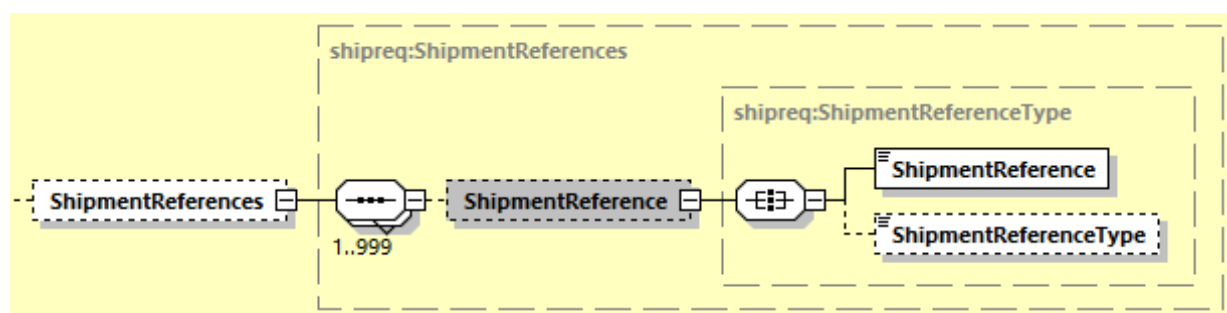 shipreq:ShipmentReferences
shipreq:ShipmentReferenceType
ShipmentReference
ShipmentReferences
ShipmentReference
1..999
ShipmentReferenceType